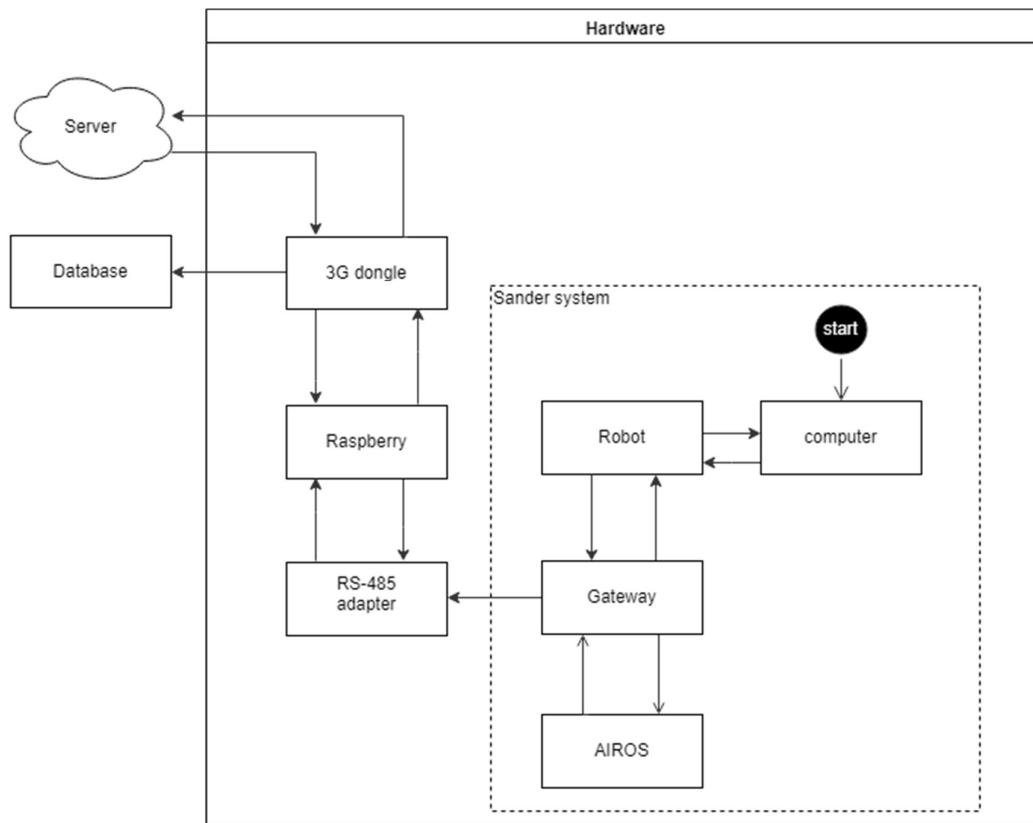 Hardware
Server
Database
3G dongle
Sander system
start
Raspberry
Robot
computer
RS-485
adapter
Gateway
AIROS